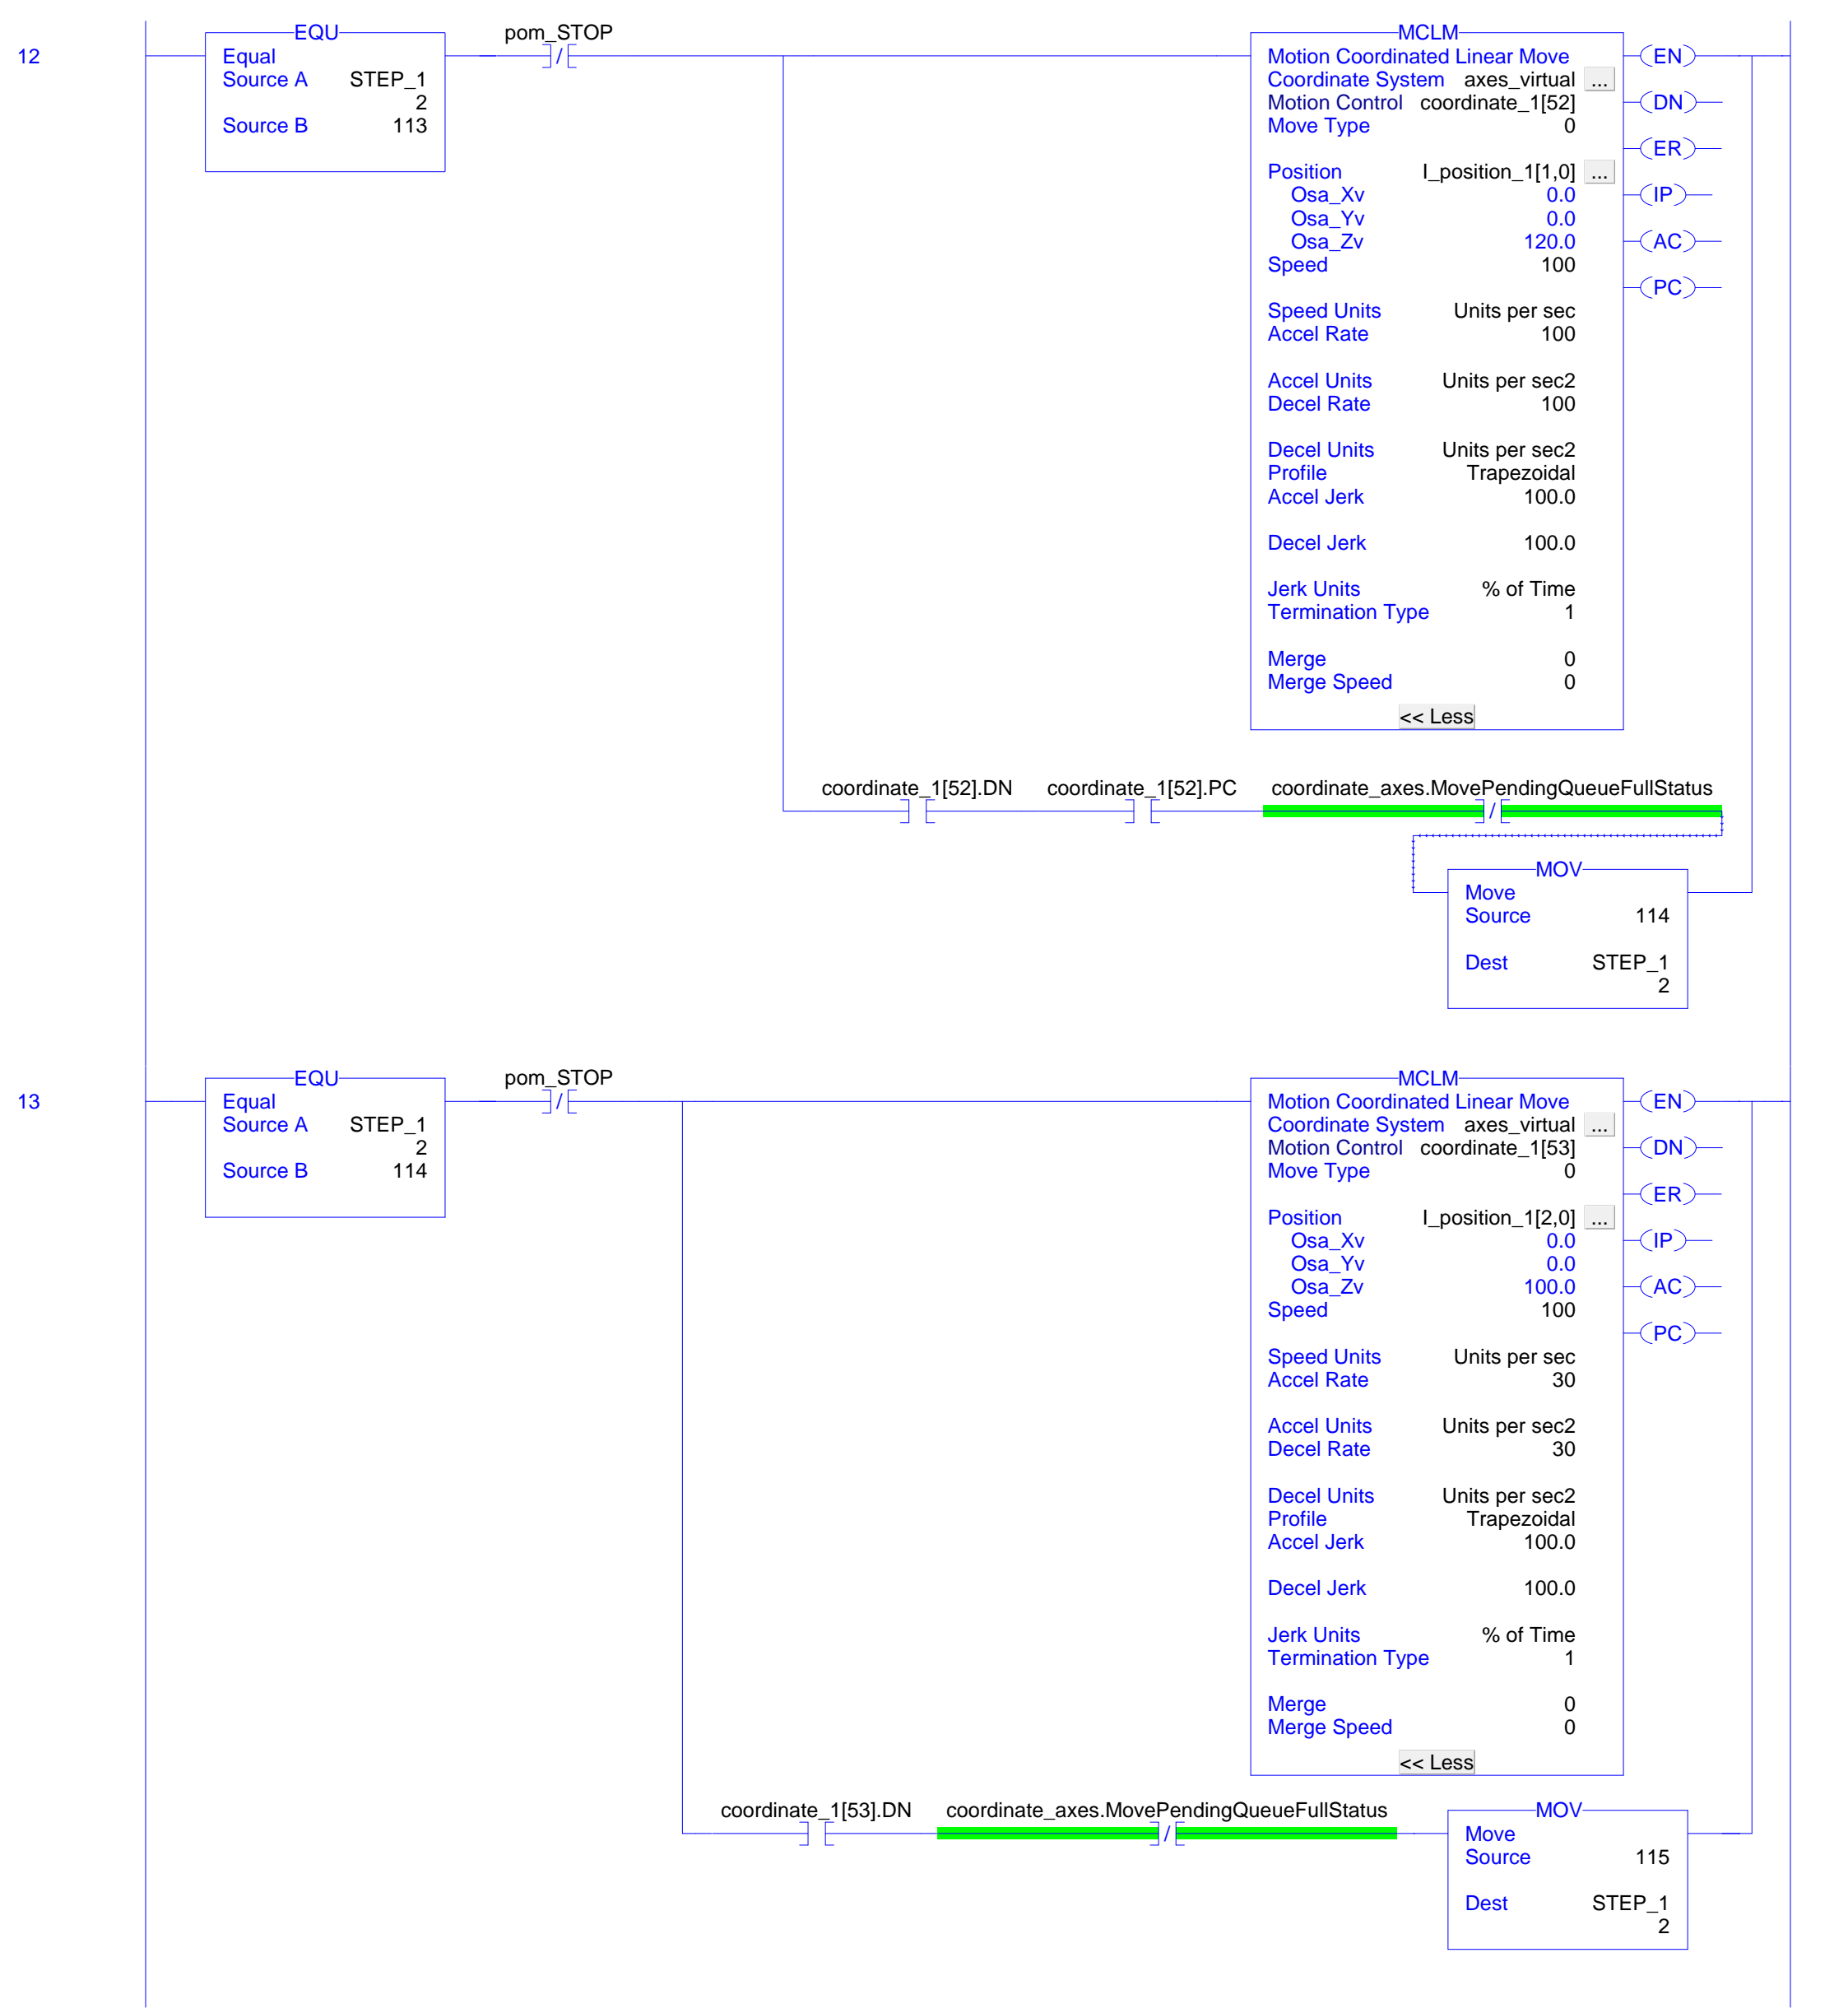 12
EQU
Equal
Source A STEP_1
2
Source B 113
pom_STOP
/
MCLM
Motion Coordinated Linear Move
Coordinate System axes_virtual ...
Motion Control coordinate_1[52]
Move Type 0
Position I_position_1[1,0] ...
Osa_Xv 0.0
Osa_Yv 0.0
Osa_Zv 120.0
Speed 100
Speed Units Units per sec
Accel Rate 100
Accel Units Units per sec2
Decel Rate 100
Decel Units Units per sec2
Profile Trapezoidal
Accel Jerk 100.0
Decel Jerk 100.0
Jerk Units % of Time
Termination Type 1
Merge 0
Merge Speed 0
<< Less
EN
DN
ER
IP
AC
PC
coordinate_1[52].DN coordinate_1[52].PC coordinate_axes.MovePendingQueueFullStatus
/
MOV
Move
Source 114
Dest STEP_1
2
13
EQU
Equal
Source A STEP_1
2
Source B 114
pom_STOP
/
MCLM
Motion Coordinated Linear Move
Coordinate System axes_virtual ...
Motion Control coordinate_1[53]
Move Type 0
Position I_position_1[2,0] ...
Osa_Xv 0.0
Osa_Yv 0.0
Osa_Zv 100.0
Speed 100
Speed Units Units per sec
Accel Rate 30
Accel Units Units per sec2
Decel Rate 30
Decel Units Units per sec2
Profile Trapezoidal
Accel Jerk 100.0
Decel Jerk 100.0
Jerk Units % of Time
Termination Type 1
Merge 0
Merge Speed 0
<< Less
EN
DN
ER
IP
AC
PC
coordinate_1[53].DN coordinate_axes.MovePendingQueueFullStatus
/
MOV
Move
Source 115
Dest STEP_1
2